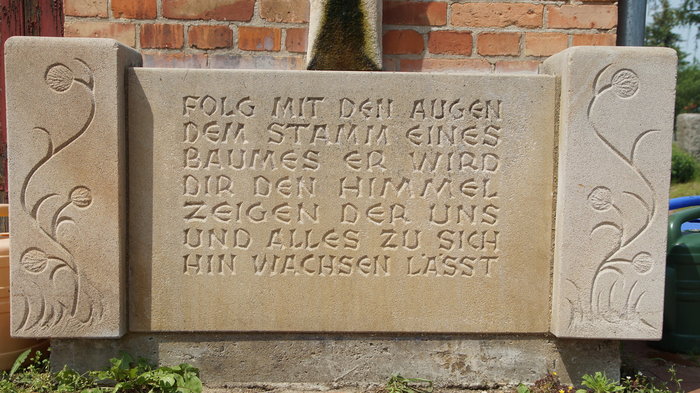 FOLG MIT DEN AUGEN
DEM STAMM EINES
BAUMES ER WIRD
DIR DEN HIMMEL
ZEIGEN DER UNS
UND ALLES ZU SICH
HIN WACHSEN LÄSST